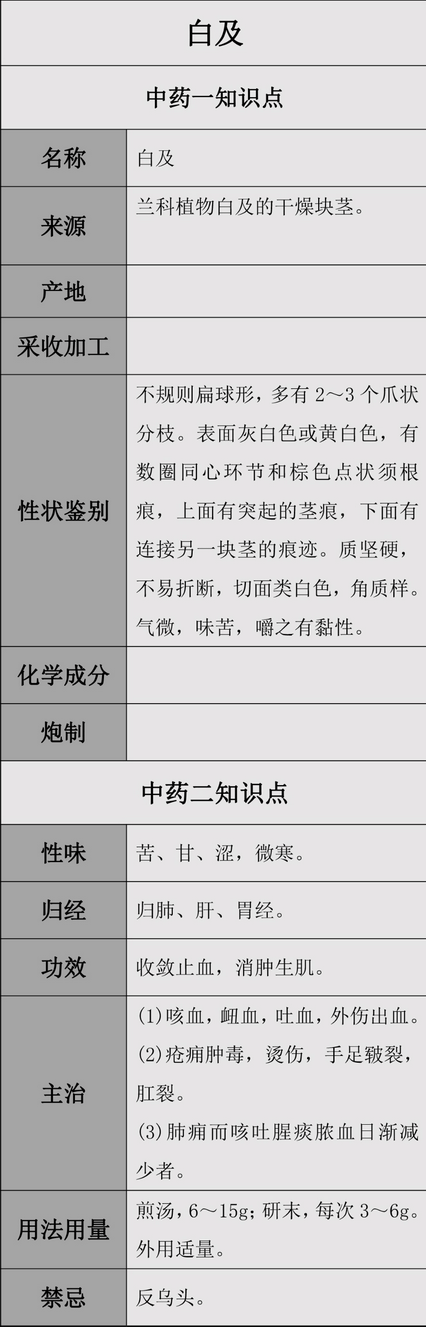 白及
中药一知识点
名称
白及
来源
兰科植物白及的干燥块茎。
产地
采收加工
性状鉴别
不规则扁球形，多有2～3个爪状
分枝。表面灰白色或黄白色，有
数圈同心环节和棕色点状须根
痕，上面有突起的茎痕，下面有
连接另一块茎的痕迹。质坚硬，
不易折断，切面类白色，角质样。
气微，味苦，嚼之有黏性。
化学成分
炮制
中药二知识点
性味
苦、甘、涩，微寒。
归经
归肺、肝、胃经。
功效
收敛止血，消肿生肌。
主治
(1)咳血，衄血，吐血，外伤出血。
(2)疮痈肿毒，烫伤，手足皲裂，
肛裂。
(3)肺痈而咳吐腥痰脓血日渐减
少者。
用法用量
煎汤，6～15g；研末，每次3～6g。
外用适量。
禁忌
反乌头。